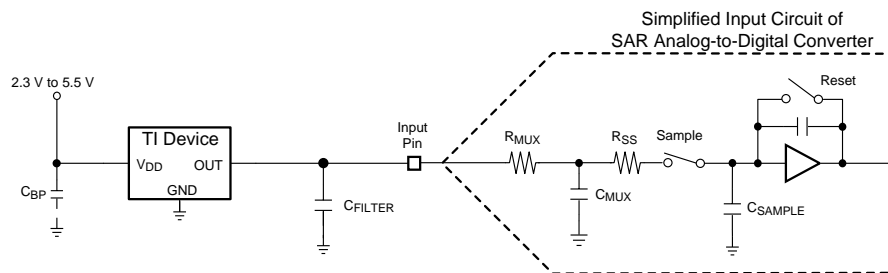 Simplified Input Circuit of
SAR Analog-to-Digital Converter
2.3 V to 5.5 V
Reset
TI Device
Input
Pin
RMUX
RSS
Sample
VDD
OUT
GND
CBP
CFILTER
CMUX
CSAMPLE